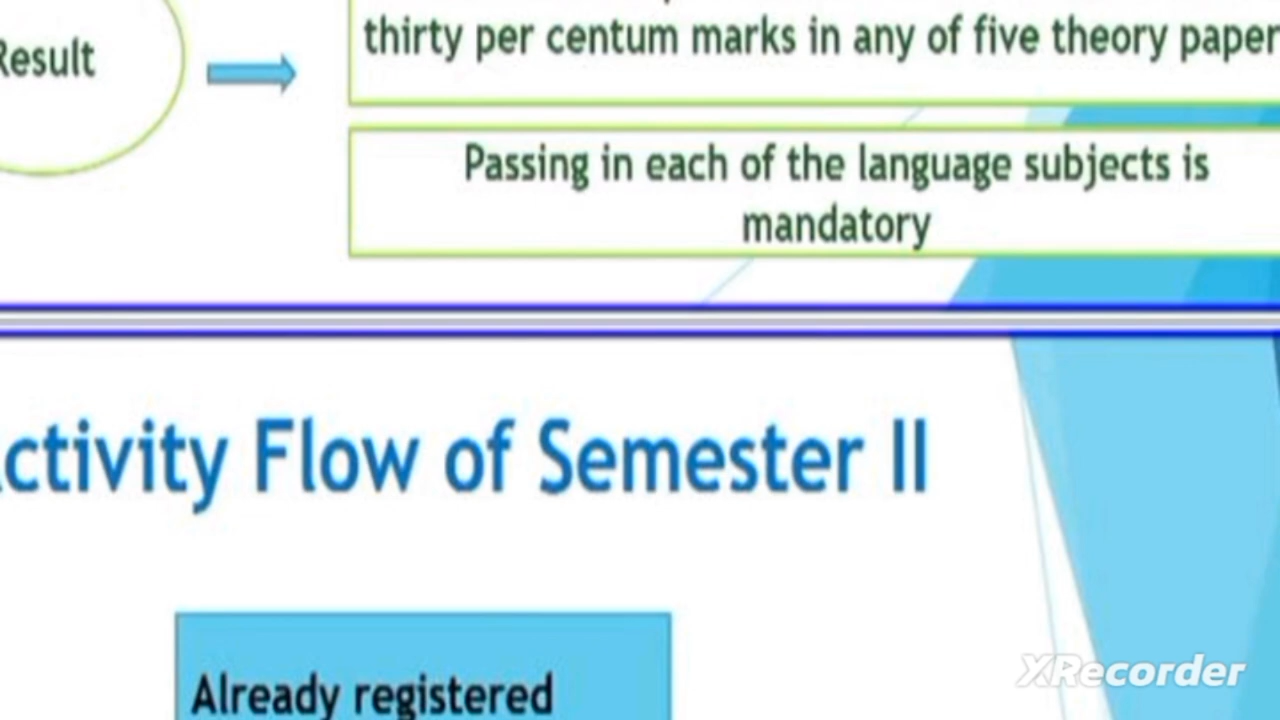 Result
thirty per centum marks in any of five theory paper
Passing in each of the language subjects is
mandatory
ctivity Flow of Semester II
Already registered
XRecorder